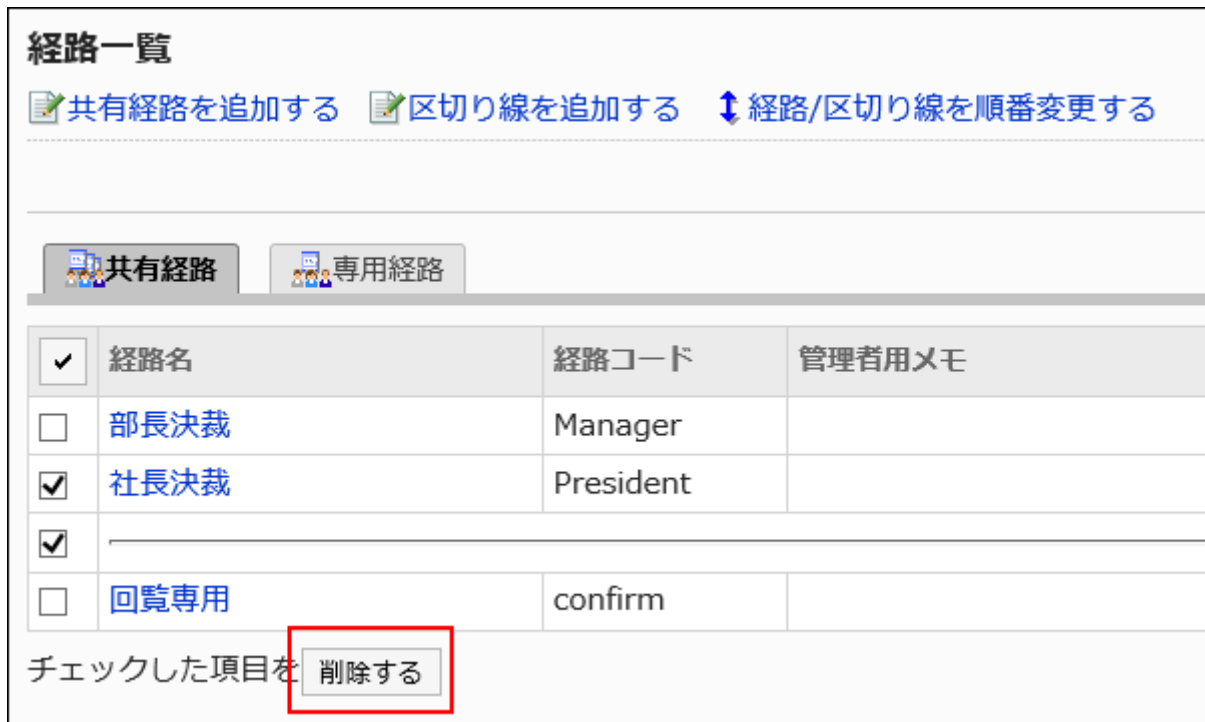 経路一覧
共有経路を追加する 区切り線を追加する 経路/区切り線を順番変更する
共有経路 専用経路
経路名 経路コード 管理者用メモ
部長決裁 Manager
社長決裁 President
回覧専用 confirm
チェックした項目を 削除する